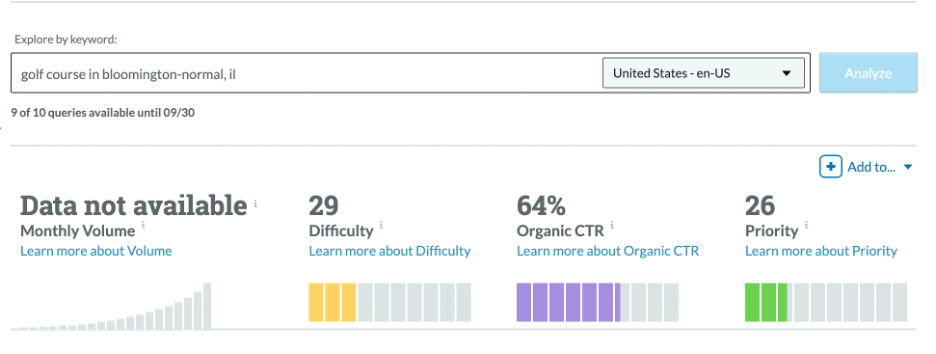 Explore by keyword:
golf course in bloomington-normal, il
United States - en-US
Analyze
9 of 10 queries available until 09/30
Add to...
Data not available i
Monthly Volume i
Learn more about Volume
29
Difficulty i
Learn more about Difficulty
64%
Organic CTR i
Learn more about Organic CTR
26
Priority i
Learn more about Priority